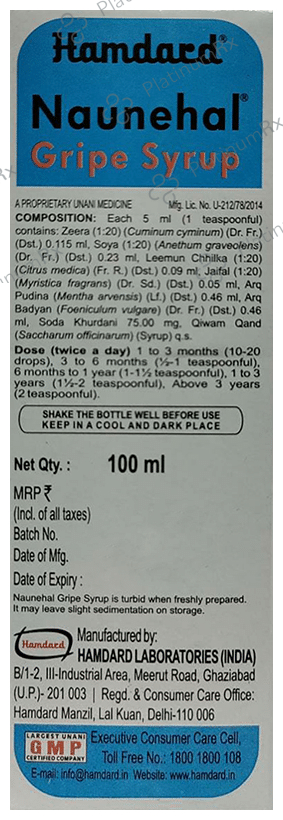 Hamdard®
Naunehal®
Gripe Syrup
A PROPRIETARY UNANI MEDICINE Mfg. Lic. No. U-212/78/2014
COMPOSITION: Each 5 ml (1 teaspoonful)
contains: Zeera (1:20) (Cuminum cyminum) (Dr. Fr.)
(Dst.) 0.115 ml, Soya (1:20) (Anethum graveolens)
(Dr. Fr.) (Dst.) 0.23 ml, Leemun Chhilka (1:20)
(Citrus medica) (Fr. R.) (Dst.) 0.09 ml, Jaifal (1:20)
(Myristica fragrans) (Dr. Sd.) (Dst.) 0.05 ml, Arq
Pudina (Mentha arvensis) (Lf.) (Dst.) 0.46 ml, Arq
Badyan (Foeniculum vulgare) (Dr. Fr.) (Dst.) 0.46
ml, Soda Khurdani 75.00 mg, Qiwam Qand
(Saccharum officinarum) (Syrup) q.s.
Dose (twice a day) 1 to 3 months (10-20
drops), 3 to 6 months (½-1 teaspoonful),
6 months to 1 year (1-1½ teaspoonful), 1 to 3
years (1½-2 teaspoonful), Above 3 years
(2 teaspoonful).
SHAKE THE BOTTLE WELL BEFORE USE
KEEP IN A COOL AND DARK PLACE
Net Qty. : 100 ml
MRP ₹
(Incl. of all taxes)
Batch No.
Date of Mfg.
Date of Expiry :
Naunehal Gripe Syrup is turbid when freshly prepared.
It may leave slight sedimentation on storage.
Hamdard
Manufactured by:
HAMDARD LABORATORIES (INDIA)
B/1-2, III-Industrial Area, Meerut Road, Ghaziabad
(U.P.)- 201 003 | Regd. & Consumer Care Office:
Hamdard Manzil, Lal Kuan, Delhi-110 006
LARGEST UNANI
GMP
CERTIFIED COMPANY
Executive Consumer Care Cell,
Toll Free No.: 1800 1800 108
E-mail: info@hamdard.in Website: www.hamdard.in
PlatinumRx